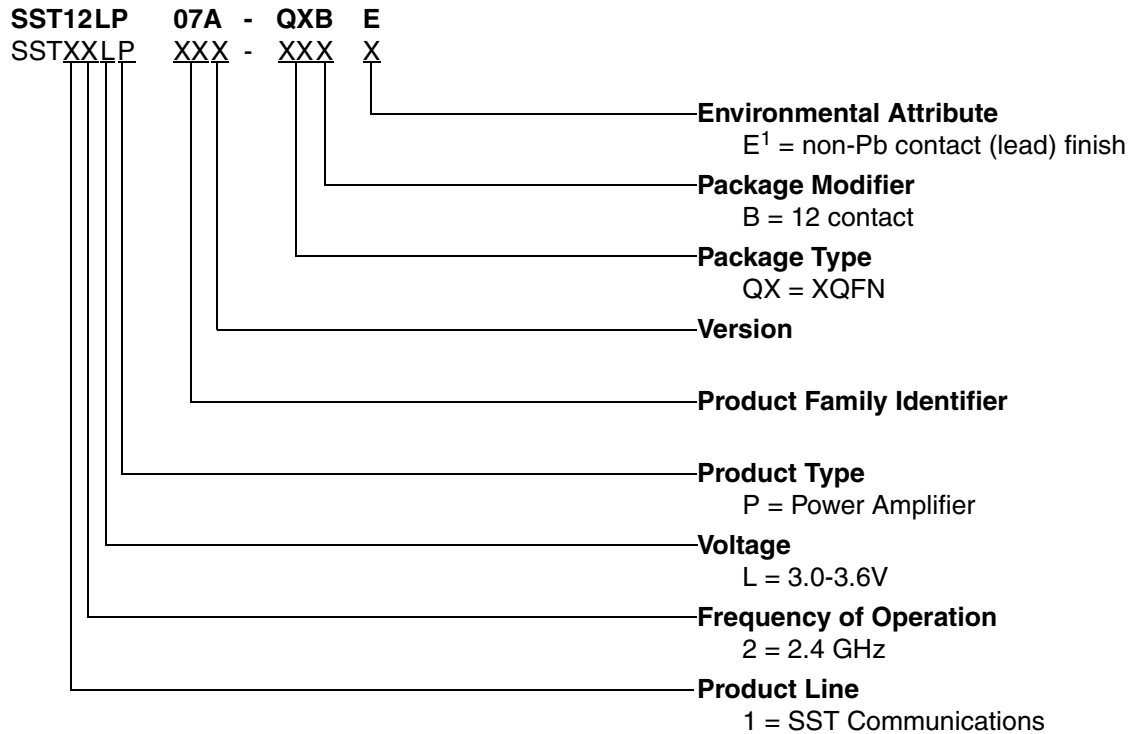 SST12LP 07A - QXB E
SSTXXLP XXX - XXX X
Environmental Attribute
E1 = non-Pb contact (lead) finish
Package Modifier
B = 12 contact
Package Type
QX = XQFN
Version
Product Family Identifier
Product Type
P = Power Amplifier
Voltage
L = 3.0-3.6V
Frequency of Operation
2 = 2.4 GHz
Product Line
1 = SST Communications